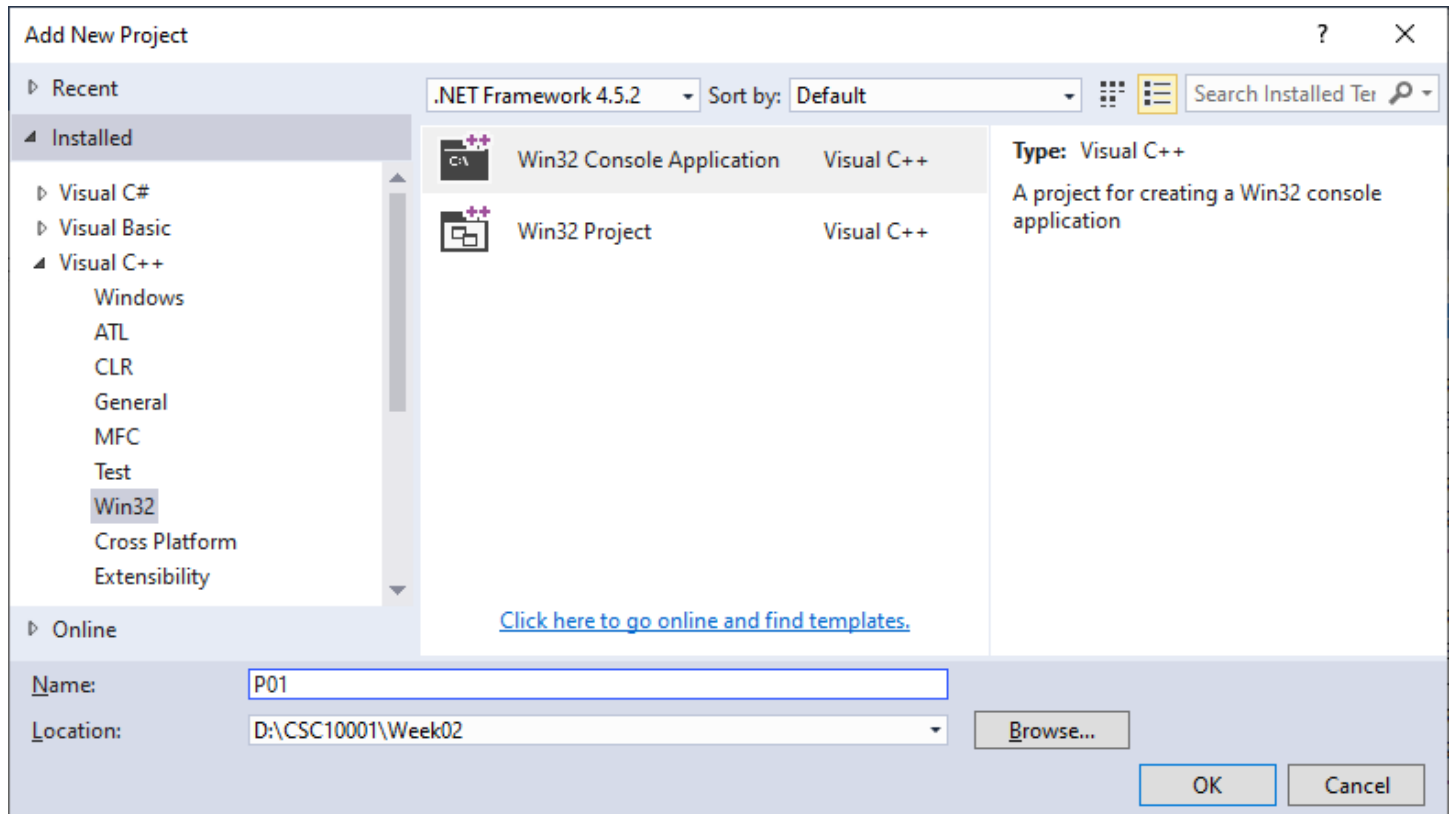 Add New Project
?
Recent
.NET Framework 4.5.2
Sort by:
Default
Search Installed Ter
Installed
Visual C#
Visual Basic
Visual C++
Windows
ATL
CLR
General
MFC
Test
Win32
Cross Platform
Extensibility
Online
C:\
++
Win32 Console Application
Visual C++
++
Win32 Project
Visual C++
Click here to go online and find templates.
Type: Visual C++
A project for creating a Win32 console
application
Name:
P01
Location:
D:\CSC10001\Week02
Browse...
OK
Cancel